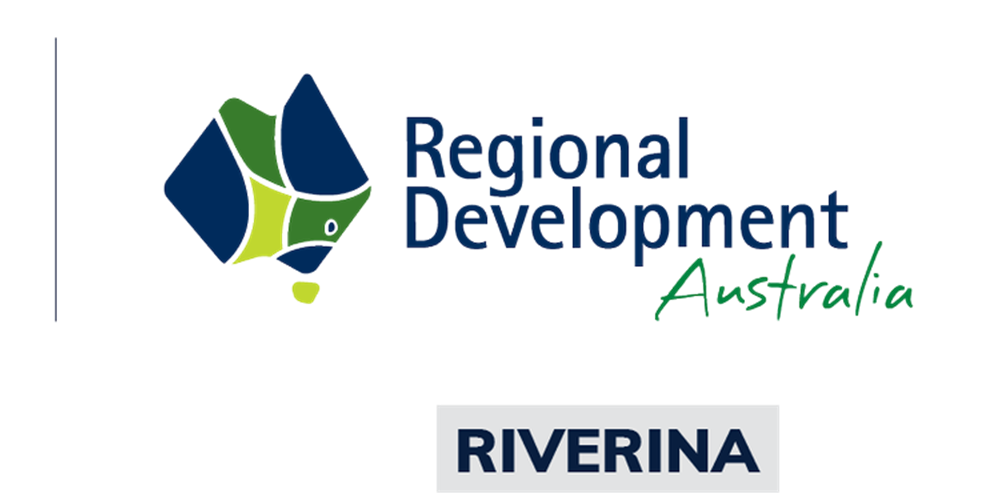 Regional
Development
Australia
RIVERINA